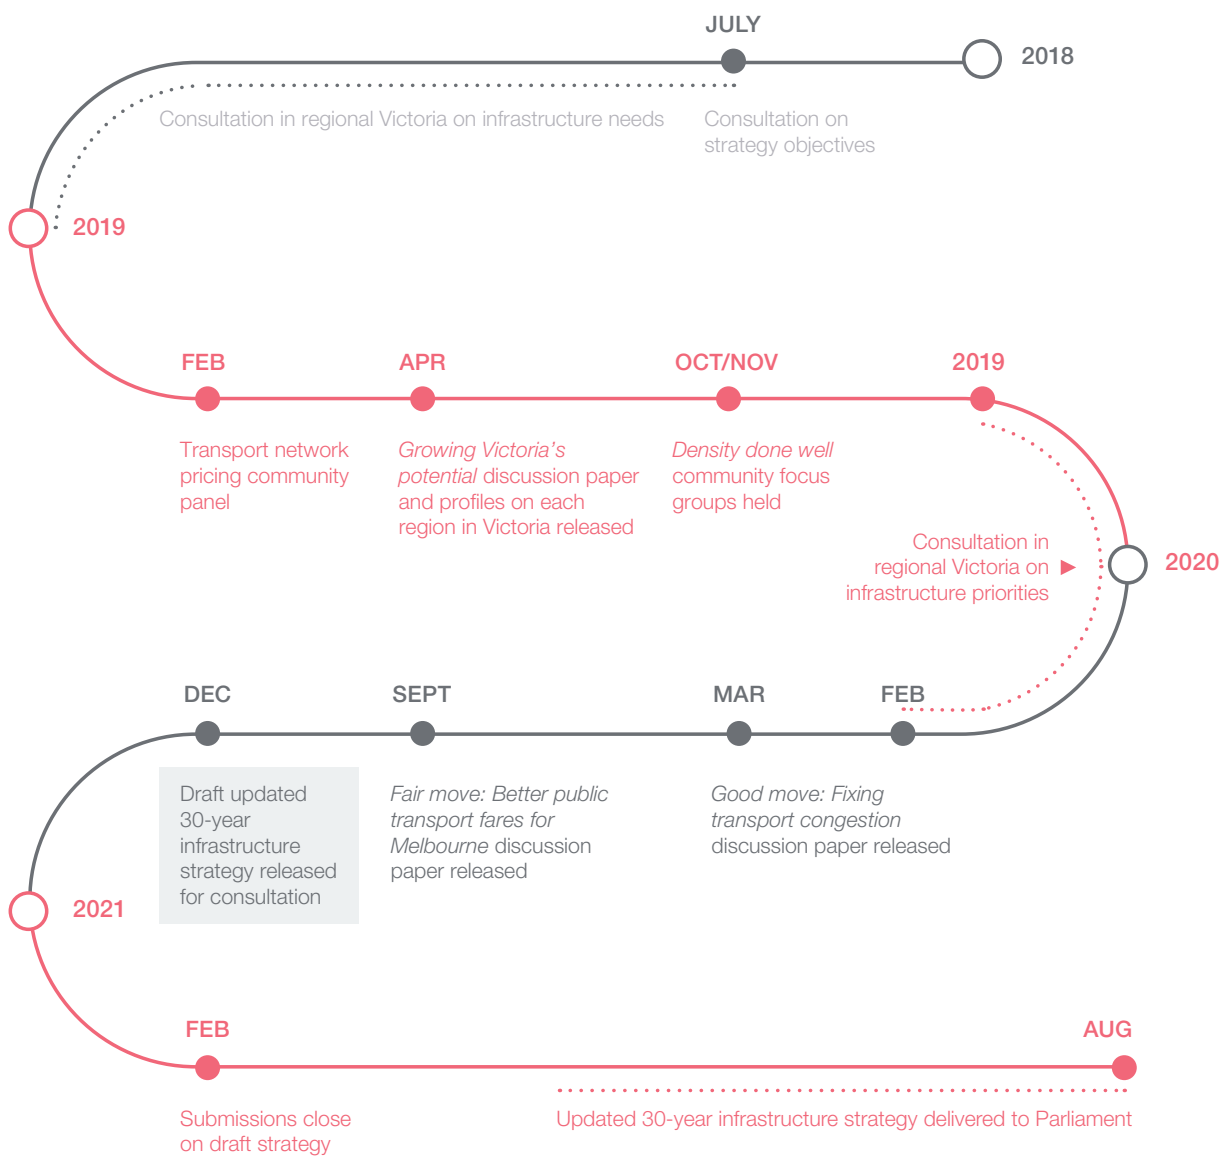 JULY
2018
Consultation in regional Victoria on infrastructure needs
Consultation on
strategy objectives
2019
FEB
Transport network
pricing community
panel
APR
Growing Victoria's
potential discussion paper
and profiles on each
region in Victoria released
OCT/NOV
Density done well
community focus
groups held
2019
Consultation in
regional Victoria on
infrastructure priorities
2020
FEB
MAR
Good move: Fixing
transport congestion
discussion paper released
SEPT
Fair move: Better public
transport fares for
Melbourne discussion
paper released
DEC
Draft updated
30-year
infrastructure
strategy released
for consultation
2021
FEB
Submissions close
on draft strategy
AUG
Updated 30-year infrastructure strategy delivered to Parliament